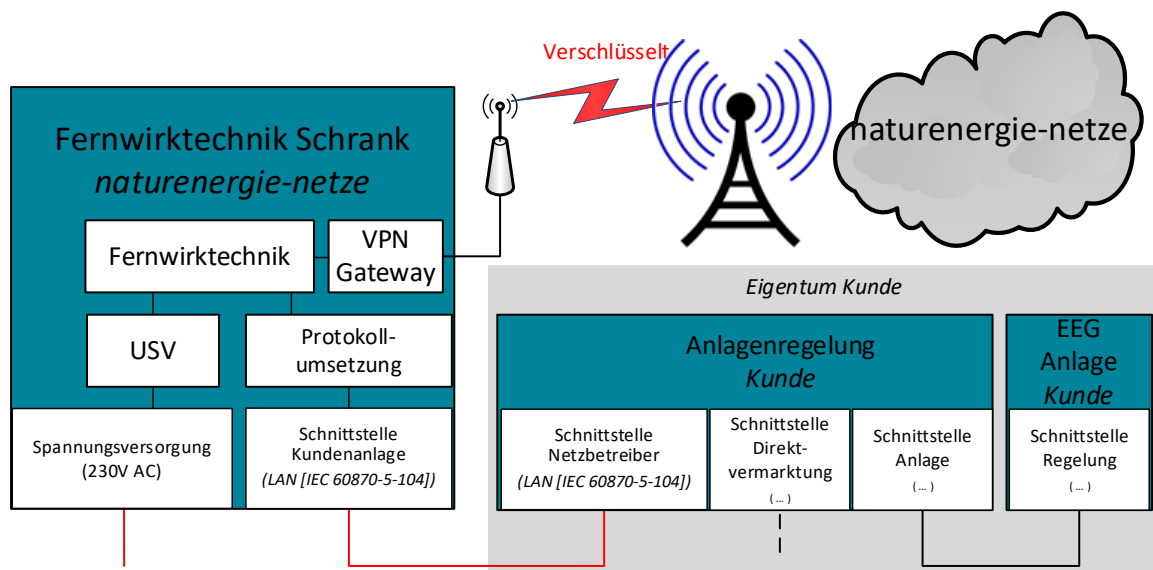 Verschlüsselt
naturenergie-netze
Fernwirktechnik Schrank
naturenergie-netze
Fernwirktechnik
VPN
Gateway
USV
Protokoll-
umsetzung
Spannungsversorgung
(230V AC)
Schnittstelle
Kundenanlage
(LAN [IEC 60870-5-104])
Eigentum Kunde
Anlagenregelung
Kunde
Schnittstelle
Netzbetreiber
(LAN [IEC 60870-5-104])
Schnittstelle
Direkt-
vermarktung
(...)
Schnittstelle
Anlage
(...)
EEG
Anlage
Kunde
Schnittstelle
Regelung
(...)